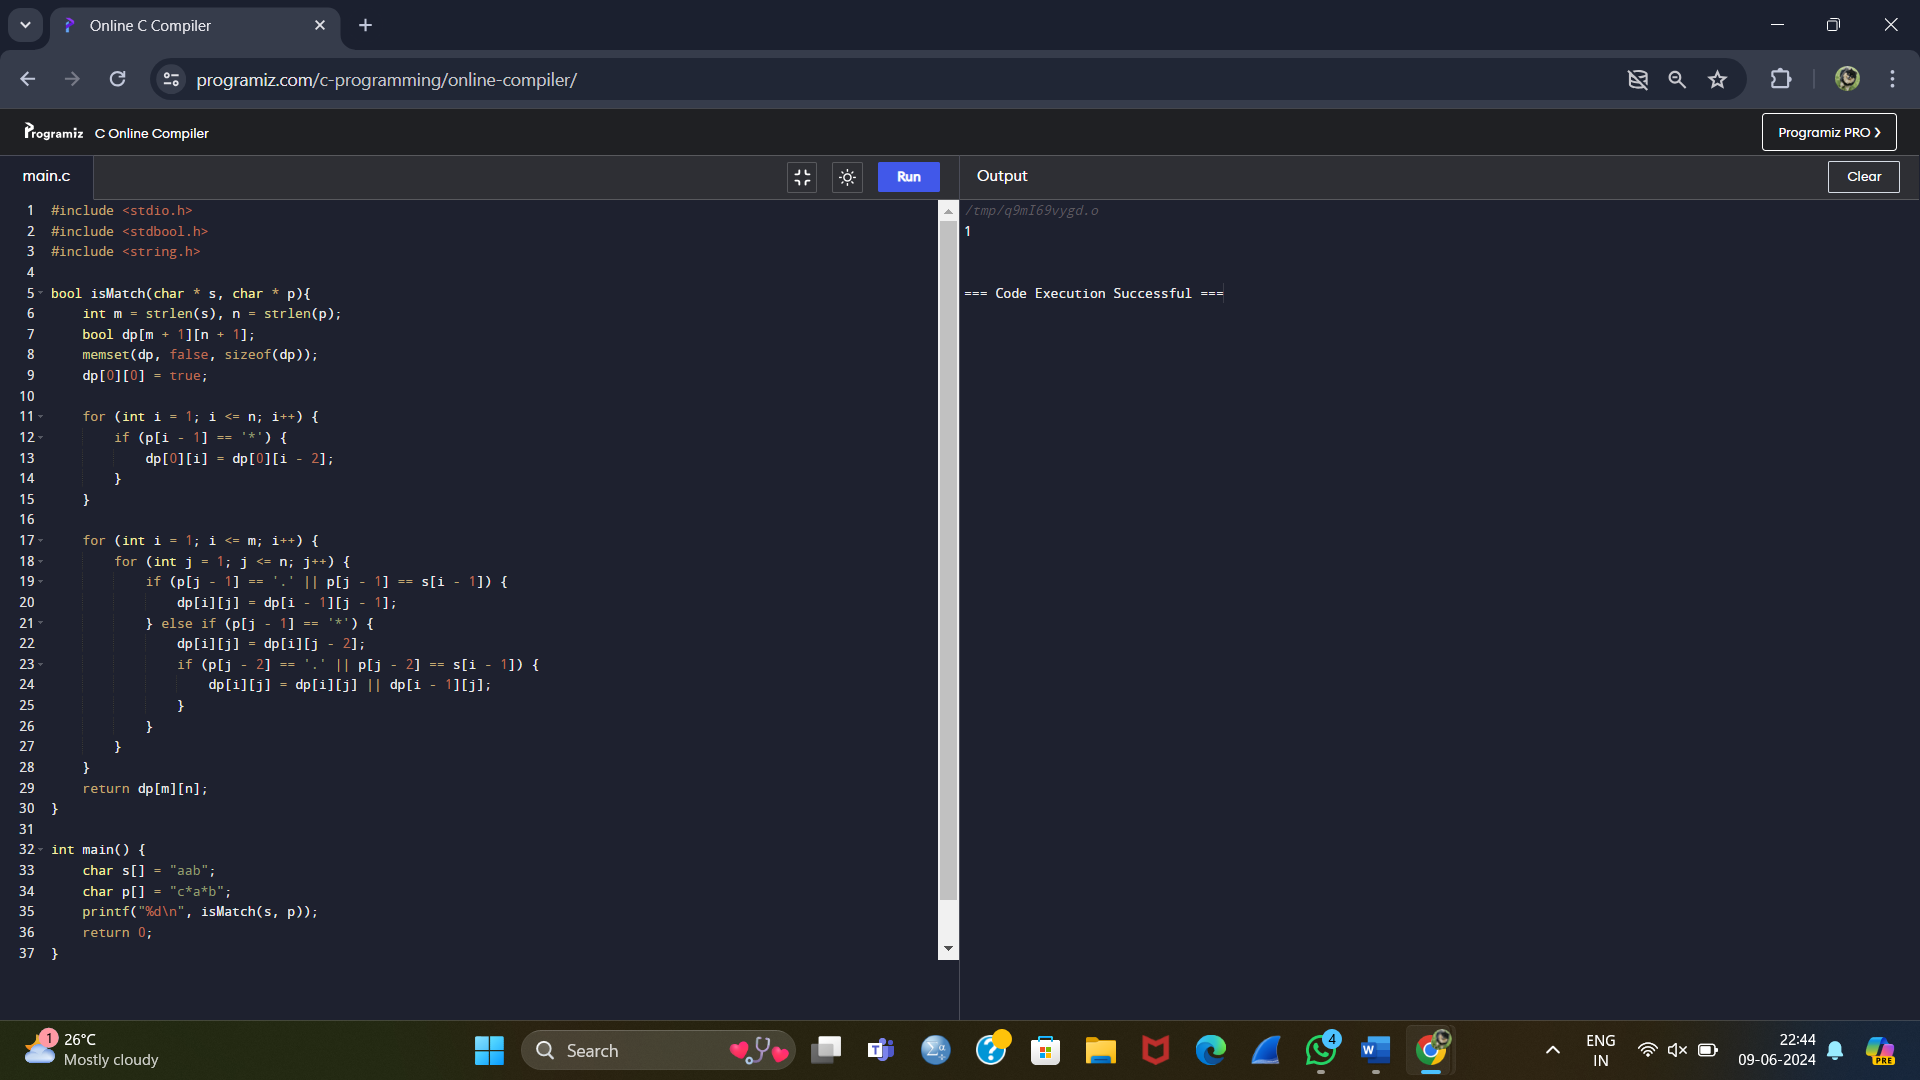 Online C Compiler
programiz.com/c-programming/online-compiler/
Programiz C Online Compiler
Programiz PRO
main.c
Run
Output
Clear
1 #include <stdio.h>
2 #include <stdbool.h>
3 #include <string.h>
4
5 bool isMatch(char * s, char * p){
6     int m = strlen(s), n = strlen(p);
7     bool dp[m + 1][n + 1];
8     memset(dp, false, sizeof(dp));
9     dp[0][0] = true;
10
11     for (int i = 1; i <= n; i++) {
12         if (p[i - 1] == '*') {
13             dp[0][i] = dp[0][i - 2];
14         }
15     }
16
17     for (int i = 1; i <= m; i++) {
18         for (int j = 1; j <= n; j++) {
19             if (p[j - 1] == '.' || p[j - 1] == s[i - 1]) {
20                 dp[i][j] = dp[i - 1][j - 1];
21             } else if (p[j - 1] == '*') {
22                 dp[i][j] = dp[i][j - 2];
23                 if (p[j - 2] == '.' || p[j - 2] == s[i - 1]) {
24                     dp[i][j] = dp[i][j] || dp[i - 1][j];
25                 }
26             }
27         }
28     }
29     return dp[m][n];
30 }
31
32 int main() {
33     char s[] = "aab";
34     char p[] = "c*a*b";
35     printf("%d\n", isMatch(s, p));
36     return 0;
37 }
/tmp/q9mI69vygd.o
1
=== Code Execution Successful ===
1
26°C
Mostly cloudy
Search
4
ENG
IN
22:44
09-06-2024
PRE